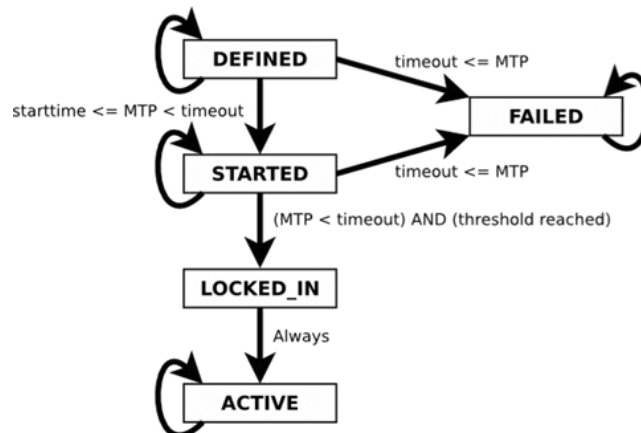 DEFINED
timeout <= MTP
starttime <= MTP < timeout
FAILED
STARTED
timeout <= MTP
(MTP < timeout) AND (threshold reached)
LOCKED_IN
Always
ACTIVE